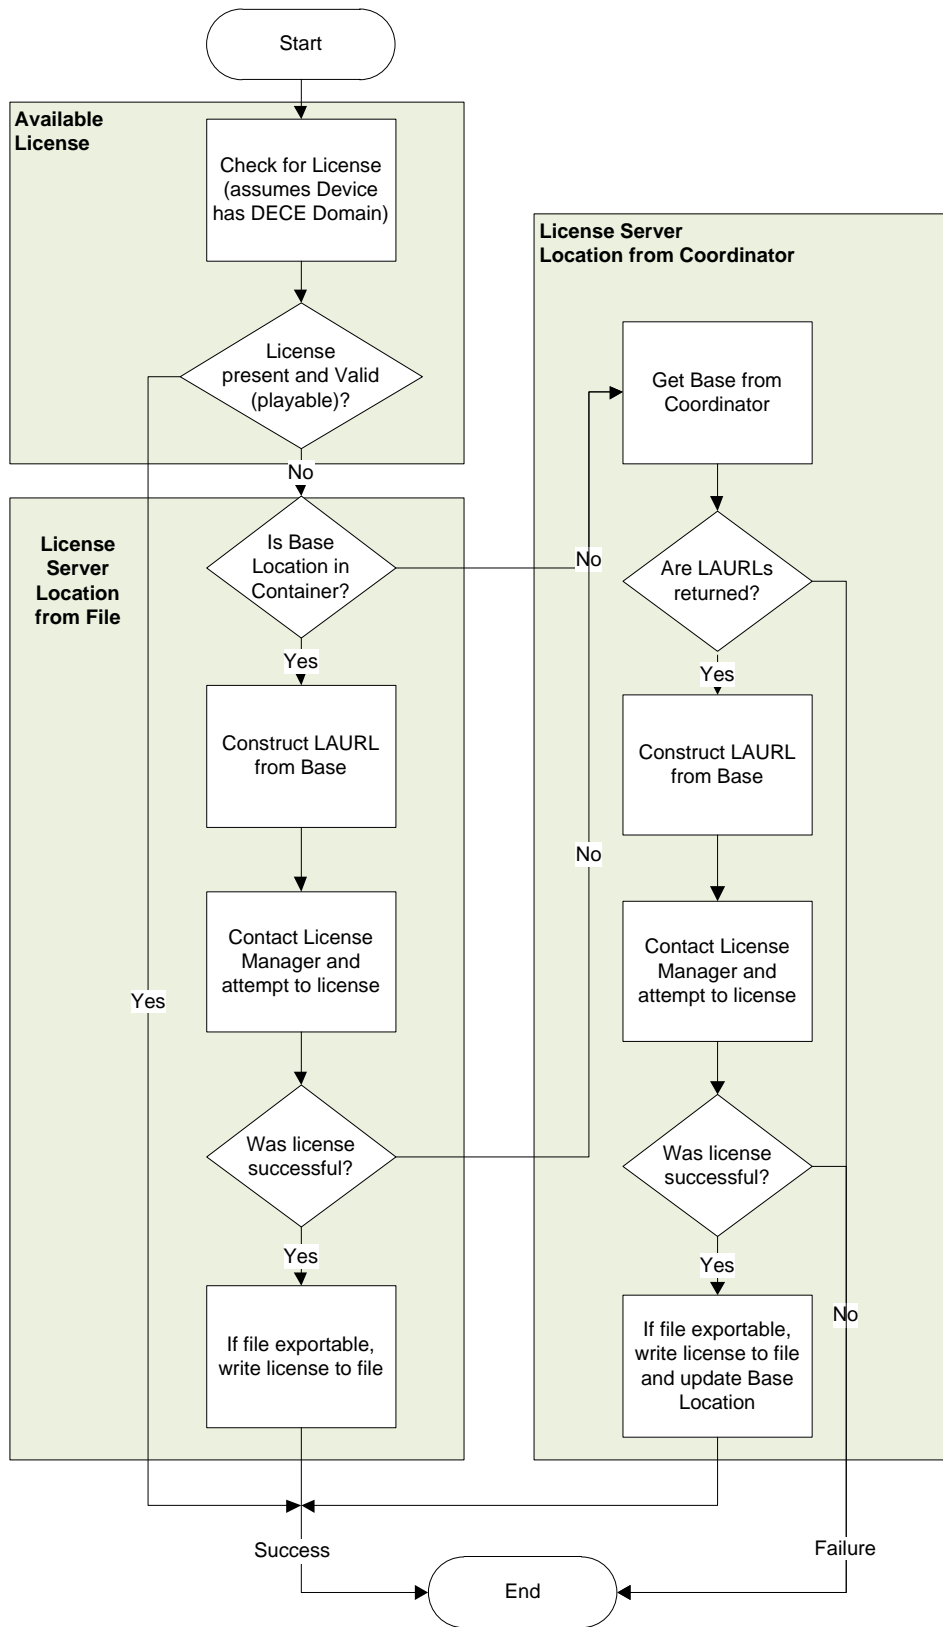 Start
Available
License
Check for License
(assumes Device
has DECE Domain)
License
present and Valid
(playable)?
No
License
Server
Location
from File
Is Base
Location in
Container?
Yes
Construct LAURL
from Base
Contact License
Manager and
attempt to license
Yes
Was license
successful?
Yes
If file exportable,
write license to file
No
No
License Server
Location from Coordinator
Get Base from
Coordinator
Are LAURLs
returned?
Yes
Construct LAURL
from Base
Contact License
Manager and
attempt to license
Was license
successful?
Yes
No
If file exportable,
write license to file
and update Base
Location
Success
Failure
End